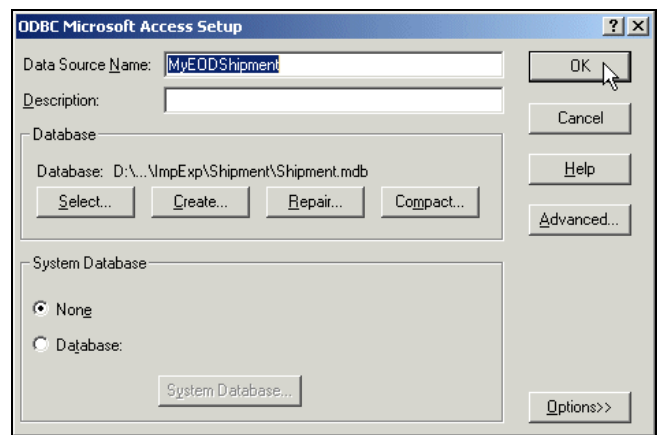 ODBC Microsoft Access Setup
Data Source Name: MyEODShipment
OK
Description:
Cancel
Database
Database: D:\...\ImpExp\Shipment\Shipment.mdb
Help
Select... Create... Repair... Compact...
Advanced...
System Database
None
Database:
System Database...
Options>>